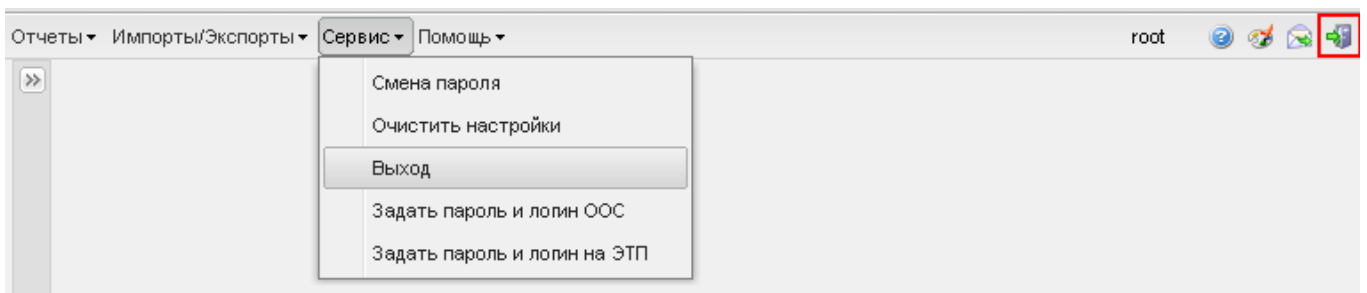 Отчеты Импорты/Экспорты Сервис Помощь root
Смена пароля
Очистить настройки
Выход
Задать пароль и логин ООС
Задать пароль и логин на ЭТП